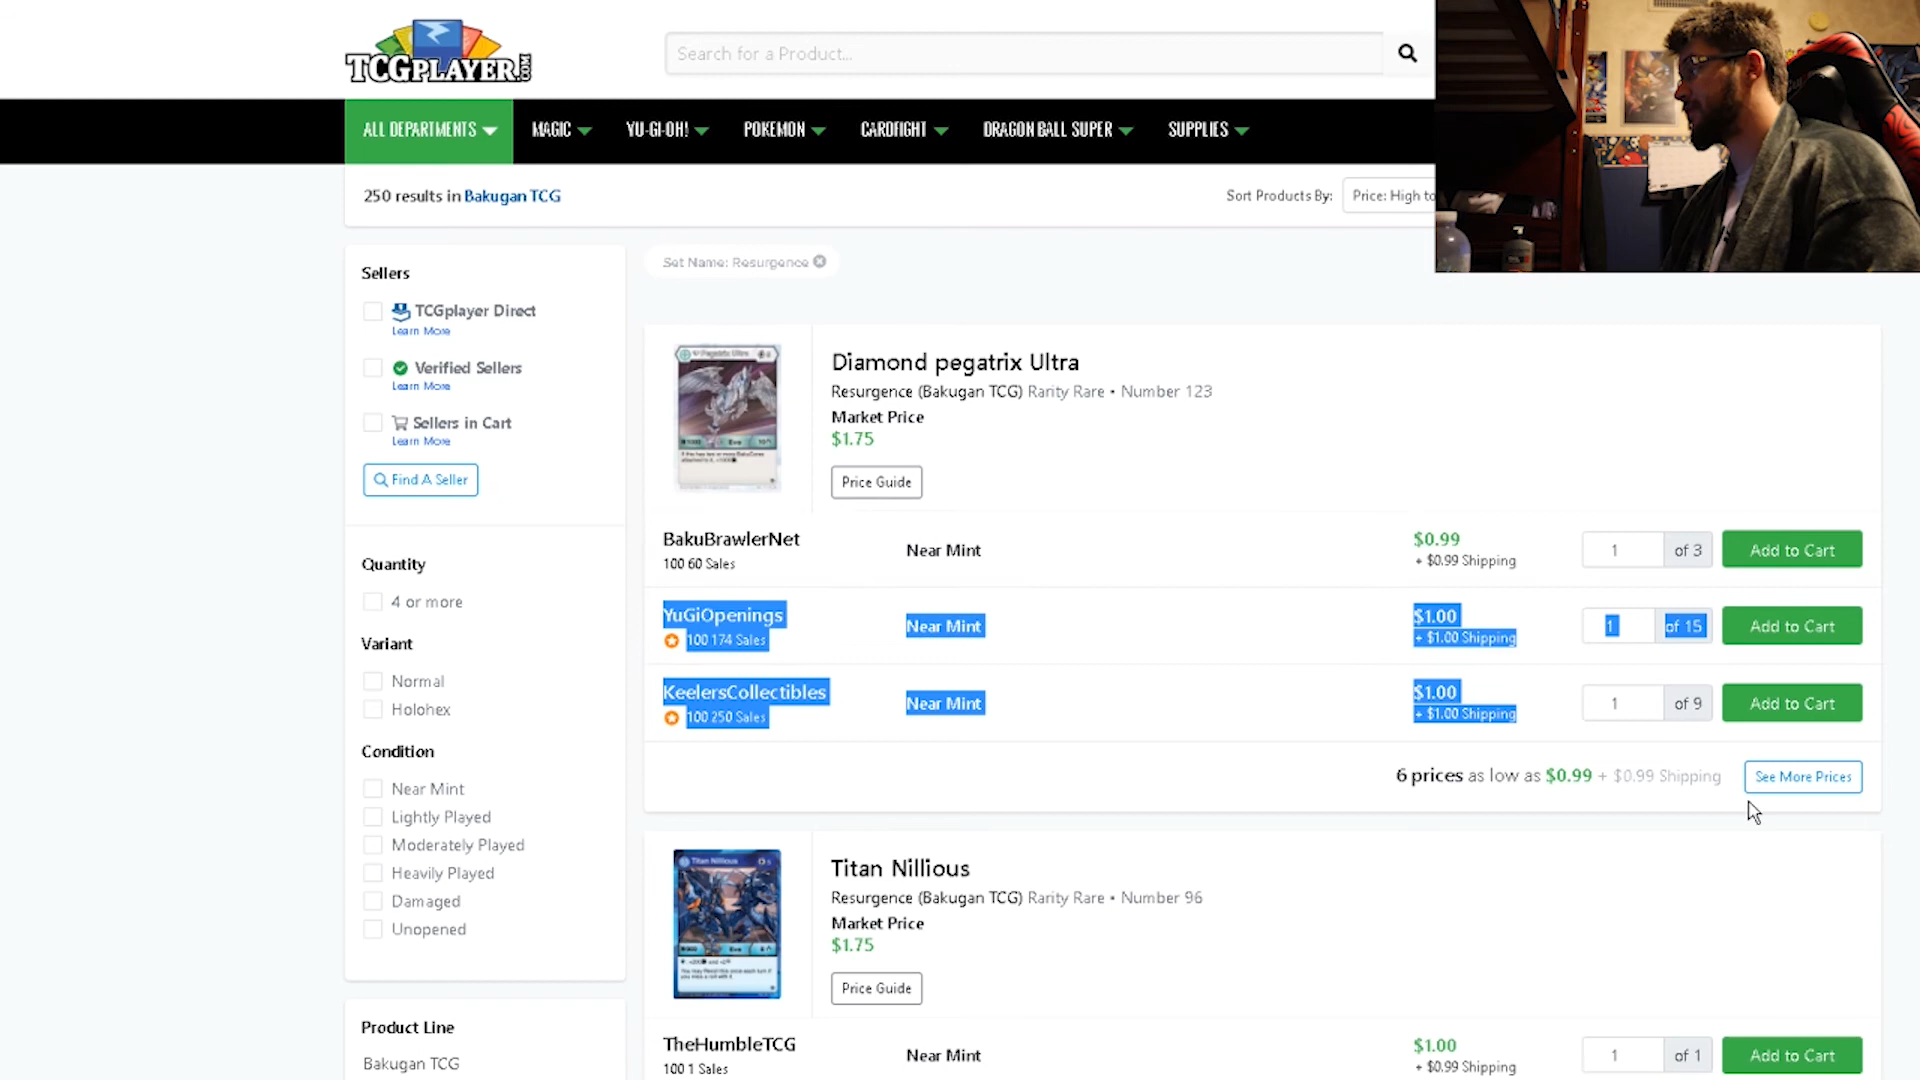 TCGPLAYER.COM
Search for a Product...
ALL DEPARTMENTS
MAGIC
YU-GI-OH!
POKEMON
CARDFIGHT
DRAGON BALL SUPER
SUPPLIES
250 results in Bakugan TCG
Sort Products By:
Price: High to
Set Name: Resurgence
Sellers
TCGplayer Direct
Learn More
Verified Sellers
Learn More
Sellers in Cart
Learn More
Find A Seller
Quantity
4 or more
Variant
Normal
Holohex
Condition
Near Mint
Lightly Played
Moderately Played
Heavily Played
Damaged
Unopened
Product Line
Bakugan TCG
Pegatrix Ultra
Diamond pegatrix Ultra
Resurgence (Bakugan TCG) Rarity Rare • Number 123
Market Price
$1.75
Price Guide
BakuBrawlerNet
100 60 Sales
Near Mint
$0.99
+ $0.99 Shipping
1 of 3
Add to Cart
YuGiOpenings
100 174 Sales
Near Mint
$1.00
+ $1.00 Shipping
1 of 15
Add to Cart
KeelersCollectibles
100 250 Sales
Near Mint
$1.00
+ $1.00 Shipping
1 of 9
Add to Cart
6 prices as low as $0.99 + $0.99 Shipping
See More Prices
Titan Nillious
Titan Nillious
Resurgence (Bakugan TCG) Rarity Rare • Number 96
Market Price
$1.75
Price Guide
TheHumbleTCG
100 1 Sales
Near Mint
$1.00
+ $0.99 Shipping
1 of 1
Add to Cart